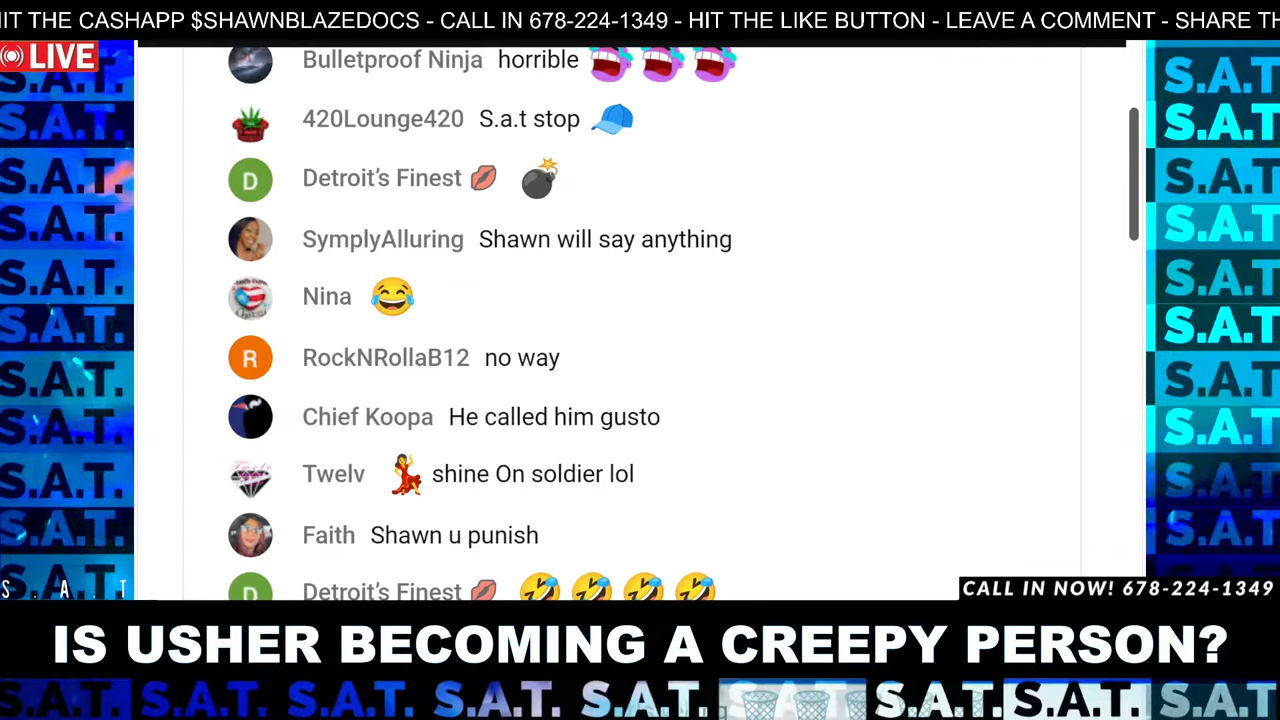 HIT THE CASHAPP $SHAWNBLAZEDOCS - CALL IN 678-224-1349 - HIT THE LIKE BUTTON - LEAVE A COMMENT - SHARE TH
LIVE
Bulletproof Ninja horrible
420Lounge420 S.a.t stop
D Detroit's Finest
SymplyAlluring Shawn will say anything
Nina
R RockNRollaB12 no way
Chief Koopa He called him gusto
Twelv shine On soldier lol
Faith Shawn u punish
D Detroit's Finest
S.A.T.
S.A.T.
S.A.T.
S.A.T.
S.A.T.
S.A.T.
S.A.T.
S.A.T.
S.A.T.
S.A.T.
S . A . T
S.A.T
S.A.T
S.A.T
S.A.T
S.A.T
S.A.T
S.A.T
S.A.T
S.A.T
S.A.T
CALL IN NOW! 678-224-1349
IS USHER BECOMING A CREEPY PERSON?
S.A.T. S.A.T. S.A.T. S.A.T. S.A.T. S.A.T. S.A.T. S.A.T